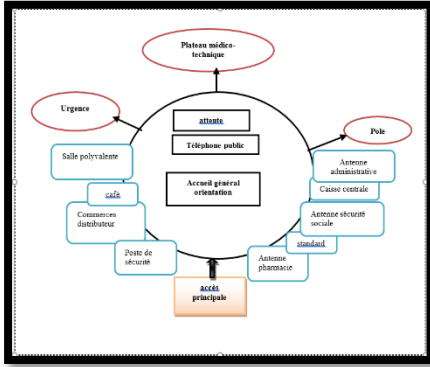 Plateau médico-
technique
Urgence
attente
Téléphone public
Pole
Salle polyvalente
Antenne
administrative
Accueil général
orientation
café
Caisse centrale
Commerces
distributeur
Antenne sécurité
sociale
standard
Poste de
sécurité
Antenne
pharmacie
accès
principale